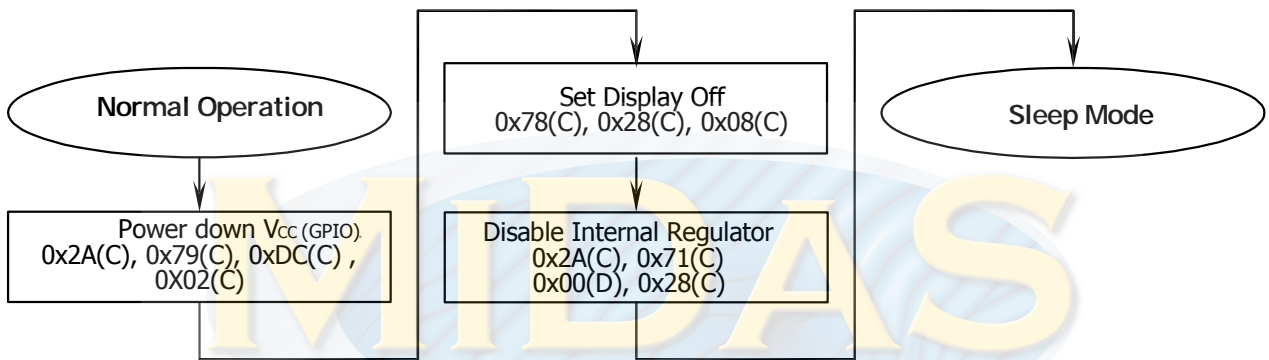 Normal Operation
Power down VCC (GPIO).
0x2A(C), 0x79(C), 0xDC(C) ,
0X02(C)
Set Display Off
0x78(C), 0x28(C), 0x08(C)
Disable Internal Regulator
0x2A(C), 0x71(C)
0x00(D), 0x28(C)
Sleep Mode
MIDAS